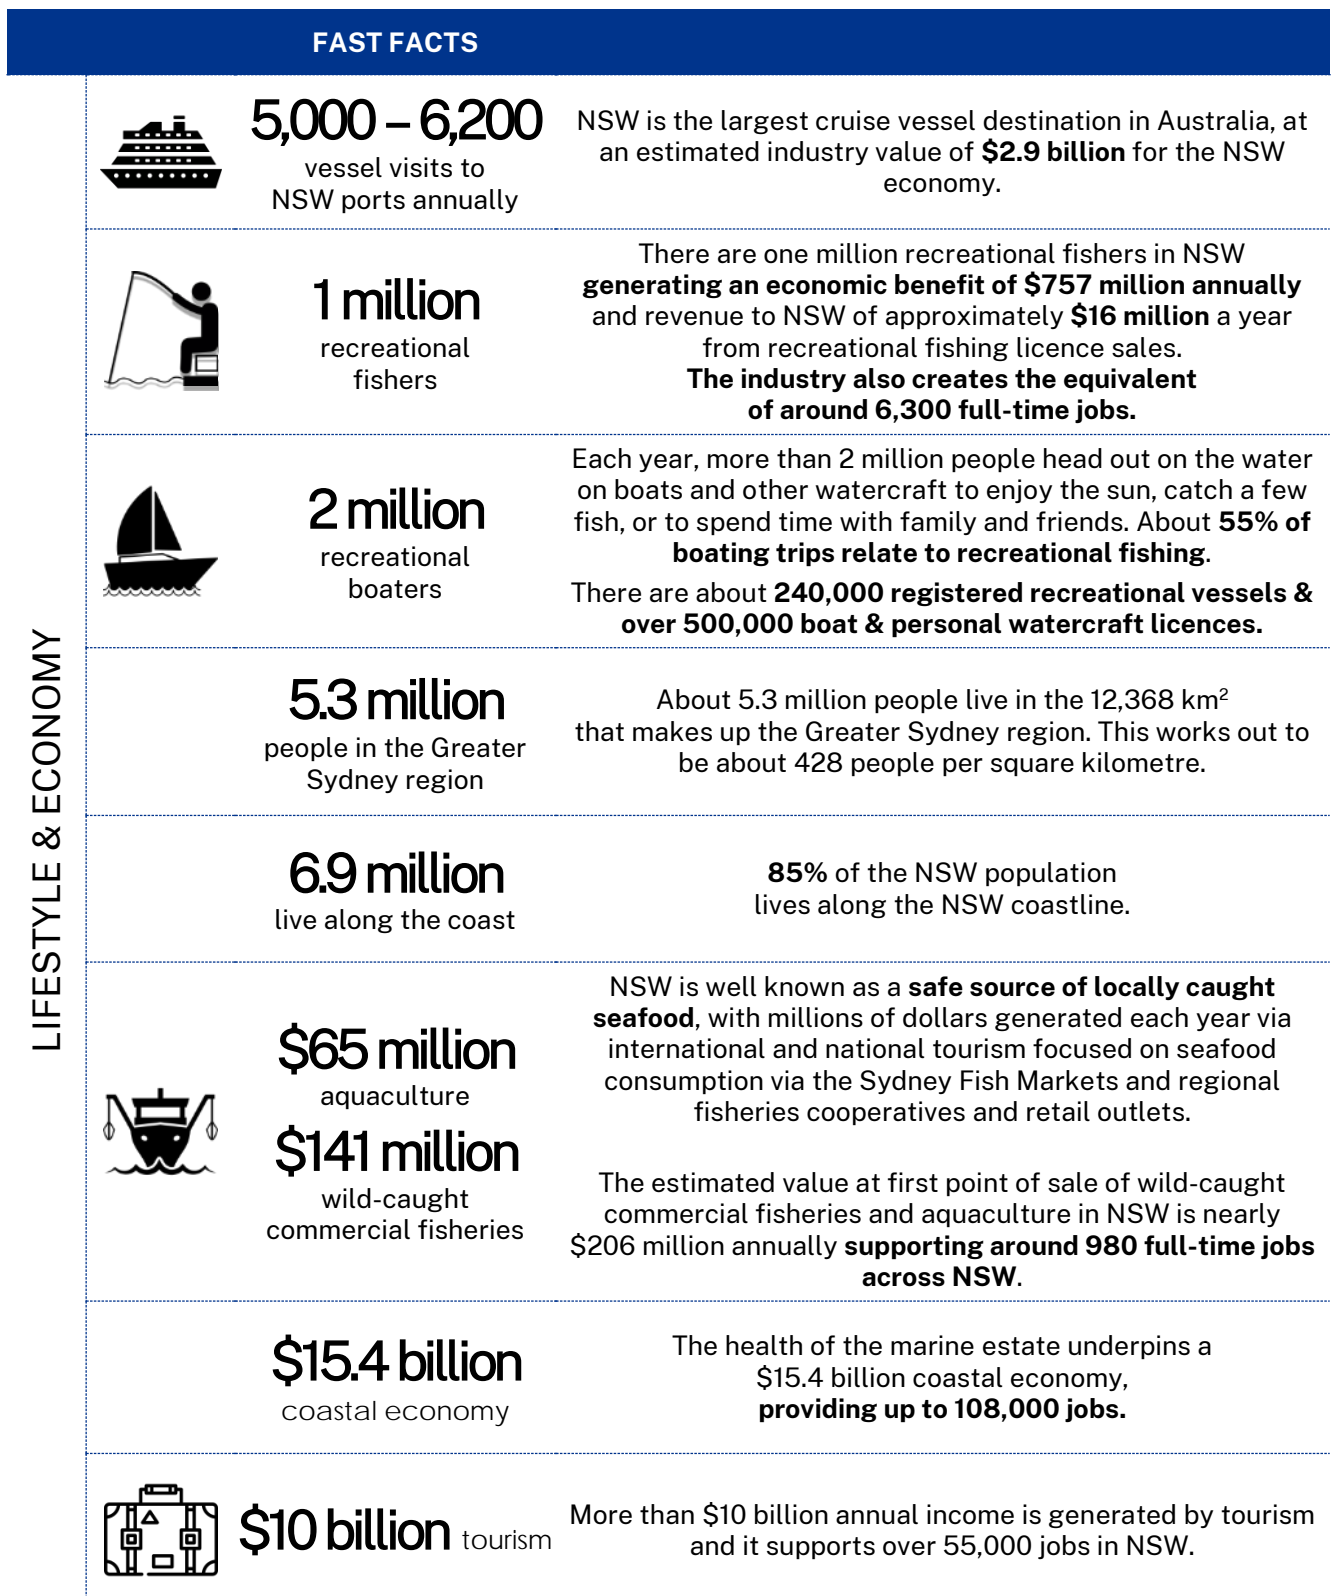 FAST FACTS
LIFESTYLE & ECONOMY
5,000 – 6,200
vessel visits to
NSW ports annually
NSW is the largest cruise vessel destination in Australia, at
an estimated industry value of $2.9 billion for the NSW
economy.
1 million
recreational
fishers
There are one million recreational fishers in NSW
generating an economic benefit of $757 million annually
and revenue to NSW of approximately $16 million a year
from recreational fishing licence sales.
The industry also creates the equivalent
of around 6,300 full-time jobs.
2 million
recreational
boaters
Each year, more than 2 million people head out on the water
on boats and other watercraft to enjoy the sun, catch a few
fish, or to spend time with family and friends. About 55% of
boating trips relate to recreational fishing.
There are about 240,000 registered recreational vessels &
over 500,000 boat & personal watercraft licences.
5.3 million
people in the Greater
Sydney region
About 5.3 million people live in the 12,368 km²
that makes up the Greater Sydney region. This works out to
be about 428 people per square kilometre.
6.9 million
live along the coast
85% of the NSW population
lives along the NSW coastline.
$65 million
aquaculture
$141 million
wild-caught
commercial fisheries
NSW is well known as a safe source of locally caught
seafood, with millions of dollars generated each year via
international and national tourism focused on seafood
consumption via the Sydney Fish Markets and regional
fisheries cooperatives and retail outlets.
The estimated value at first point of sale of wild-caught
commercial fisheries and aquaculture in NSW is nearly
$206 million annually supporting around 980 full-time jobs
across NSW.
$15.4 billion
coastal economy
The health of the marine estate underpins a
$15.4 billion coastal economy,
providing up to 108,000 jobs.
$10 billion tourism
More than $10 billion annual income is generated by tourism
and it supports over 55,000 jobs in NSW.